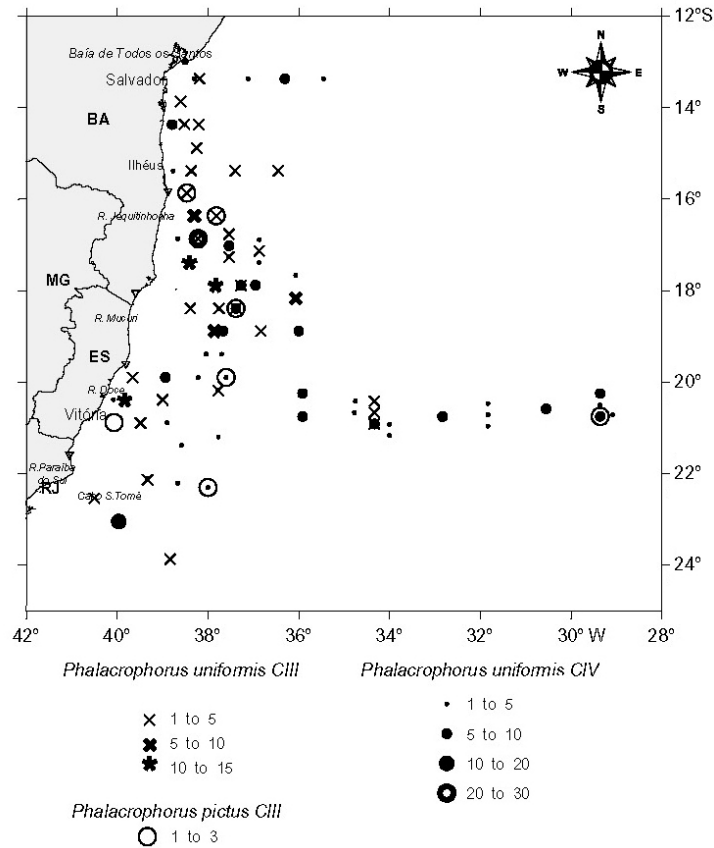 12°S
Baía de Todos os Santos
N
W E
S
Salvador
14°
BA
Ilhéus
16°
R. Jequitinhonha
MG
18°
R. Mucuri
ES
20°
R. Doce
Vitória
22°
R.Paraíba
do Sul
RJ
Cabo S.Tomé
24°
42° 40° 38° 36° 34° 32° 30° W 28°
Phalacrophorus uniformis CIII
Phalacrophorus uniformis CIV
1 to 5
5 to 10
10 to 15
1 to 5
5 to 10
10 to 20
20 to 30
Phalacrophorus pictus CIII
1 to 3